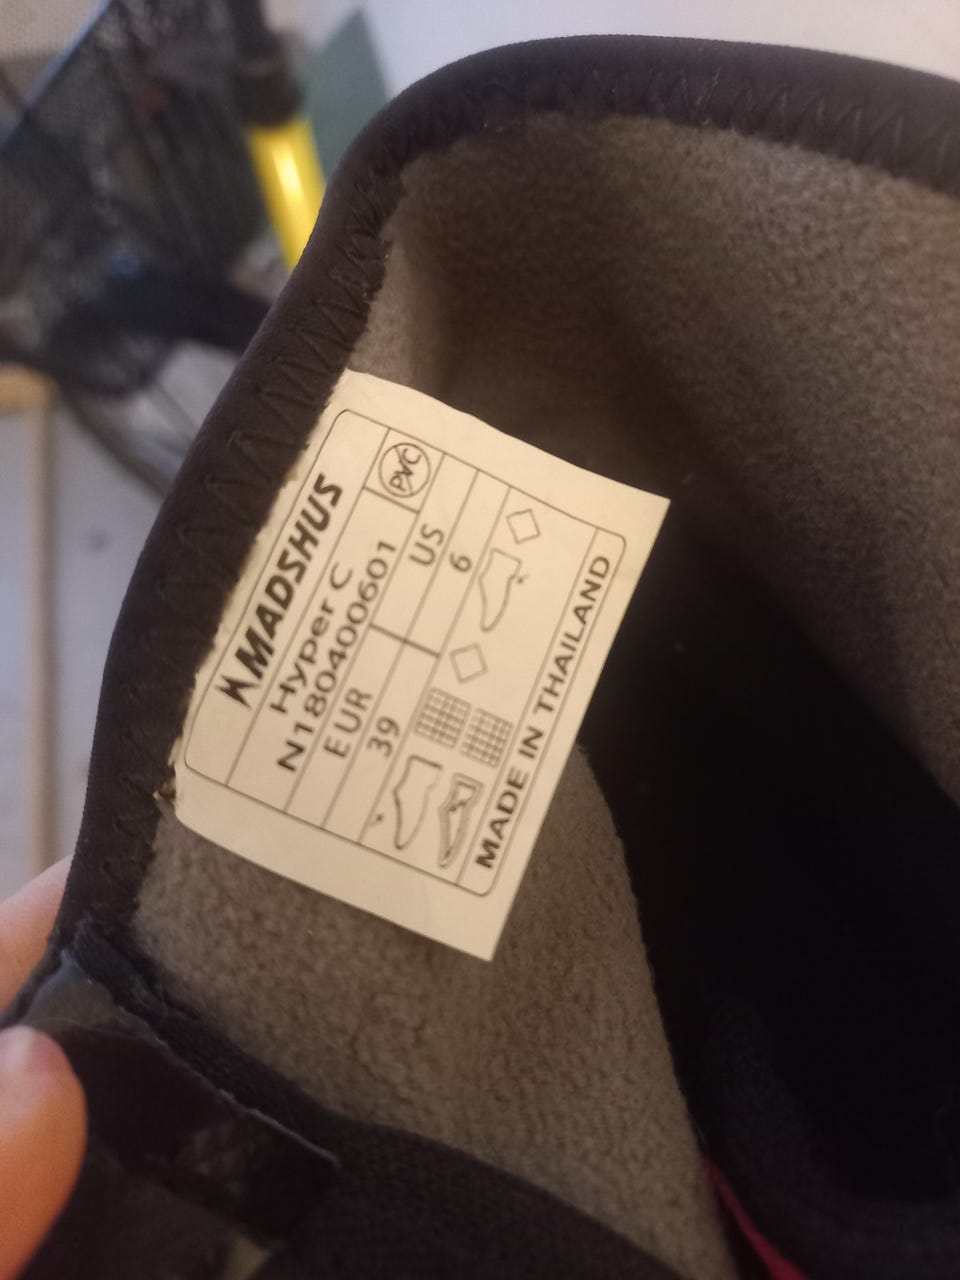 MADSHUS
Hyper C
N180400601
PVC
EUR
US
39
6
MADE IN THAILAND